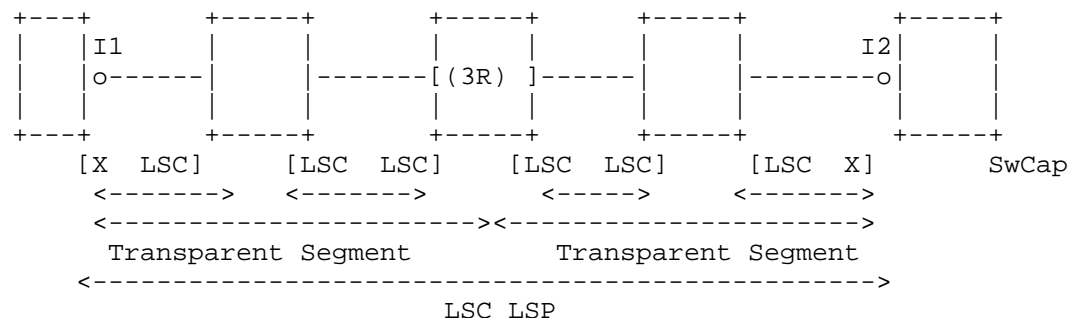 I1 I2
[(3R) ]
[X LSC] [LSC LSC] [LSC LSC] [LSC X] SwCap
Transparent Segment Transparent Segment
LSC LSP